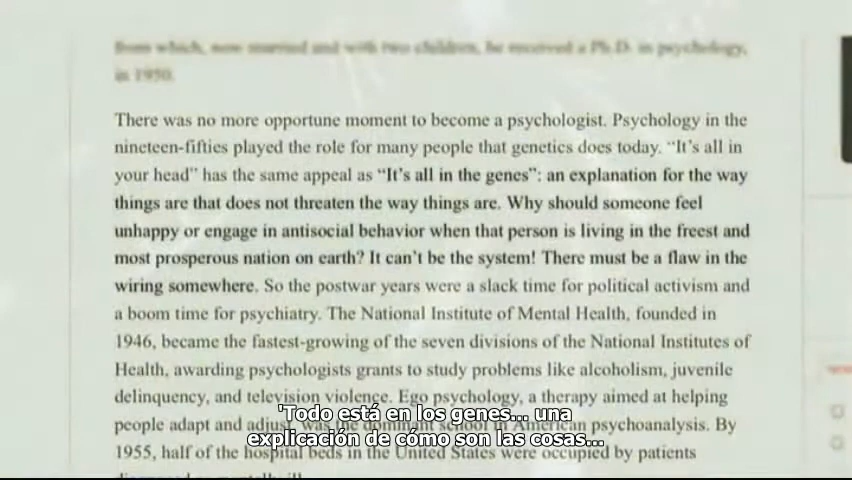 from which, now married and with two children, he received a Ph.D. in psychology,
in 1950.
There was no more opportune moment to become a psychologist. Psychology in the
nineteen-fifties played the role for many people that genetics does today. “It’s all in
your head” has the same appeal as “It’s all in the genes”: an explanation for the way
things are that does not threaten the way things are. Why should someone feel
unhappy or engage in antisocial behavior when that person is living in the freest and
most prosperous nation on earth? It can’t be the system! There must be a flaw in the
wiring somewhere. So the postwar years were a slack time for political activism and
a boom time for psychiatry. The National Institute of Mental Health, founded in
1946, became the fastest-growing of the seven divisions of the National Institutes of
Health, awarding psychologists grants to study problems like alcoholism, juvenile
delinquency, and television violence. Ego psychology, a therapy aimed at helping
people adapt and adjust, was the dominant school in American psychoanalysis. By
1955, half of the hospital beds in the United States were occupied by patients
'Todo está en los genes... una
explicación de cómo son las cosas...